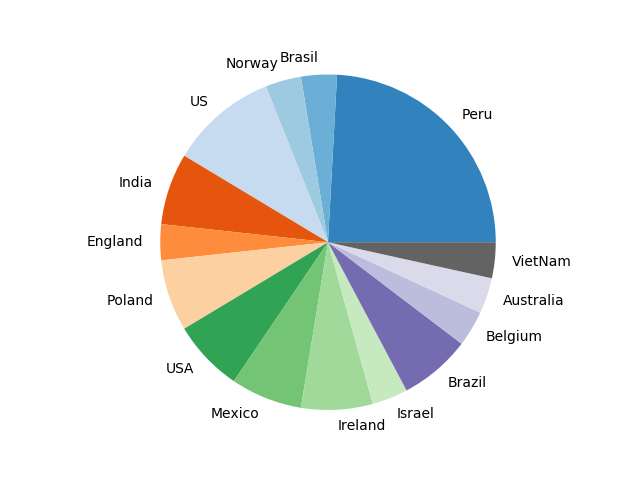 Brasil
Norway
Peru
US
India
England
VietNam
Poland
Australia
Belgium
USA
Brazil
Mexico
Israel
Ireland